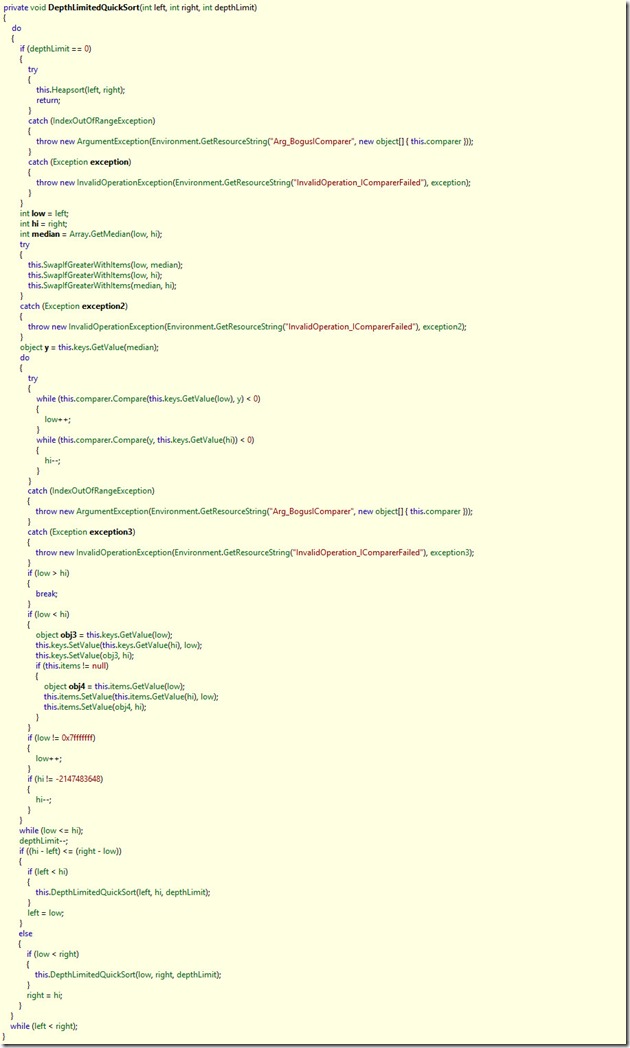 private void DepthLimitedQuickSort(int left, int right, int depthLimit)
{
do
{
if (depthLimit == 0)
{
try
{
this.Heapsort(left, right);
return;
}
catch (IndexOutOfRangeException)
{
throw new ArgumentException(Environment.GetResourceString("Arg_BogusIComparer", new object[] { this.comparer }));
}
catch (Exception exception)
{
throw new InvalidOperationException(Environment.GetResourceString("InvalidOperation_IComparerFailed"), exception);
}
}
int low = left;
int hi = right;
int median = Array.GetMedian(low, hi);
try
{
this.SwapIfGreaterWithItems(low, median);
this.SwapIfGreaterWithItems(low, hi);
this.SwapIfGreaterWithItems(median, hi);
}
catch (Exception exception2)
{
throw new InvalidOperationException(Environment.GetResourceString("InvalidOperation_IComparerFailed"), exception2);
}
object y = this.keys.GetValue(median);
do
{
try
{
while (this.comparer.Compare(this.keys.GetValue(low), y) < 0)
{
low++;
}
while (this.comparer.Compare(y, this.keys.GetValue(hi)) < 0)
{
hi--;
}
}
catch (IndexOutOfRangeException)
{
throw new ArgumentException(Environment.GetResourceString("Arg_BogusIComparer", new object[] { this.comparer }));
}
catch (Exception exception3)
{
throw new InvalidOperationException(Environment.GetResourceString("InvalidOperation_IComparerFailed"), exception3);
}
if (low > hi)
{
break;
}
if (low < hi)
{
object obj3 = this.keys.GetValue(low);
this.keys.SetValue(this.keys.GetValue(hi), low);
this.keys.SetValue(obj3, hi);
if (this.items != null)
{
object obj4 = this.items.GetValue(low);
this.items.SetValue(this.items.GetValue(hi), low);
this.items.SetValue(obj4, hi);
}
}
if (low != 0x7fffffff)
{
low++;
}
if (hi != -2147483648)
{
hi--;
}
}
while (low <= hi);
depthLimit--;
if ((hi - left) <= (right - low))
{
if (left < hi)
{
this.DepthLimitedQuickSort(left, hi, depthLimit);
}
left = low;
}
else
{
if (low < right)
{
this.DepthLimitedQuickSort(low, right, depthLimit);
}
right = hi;
}
}
while (left < right);
}